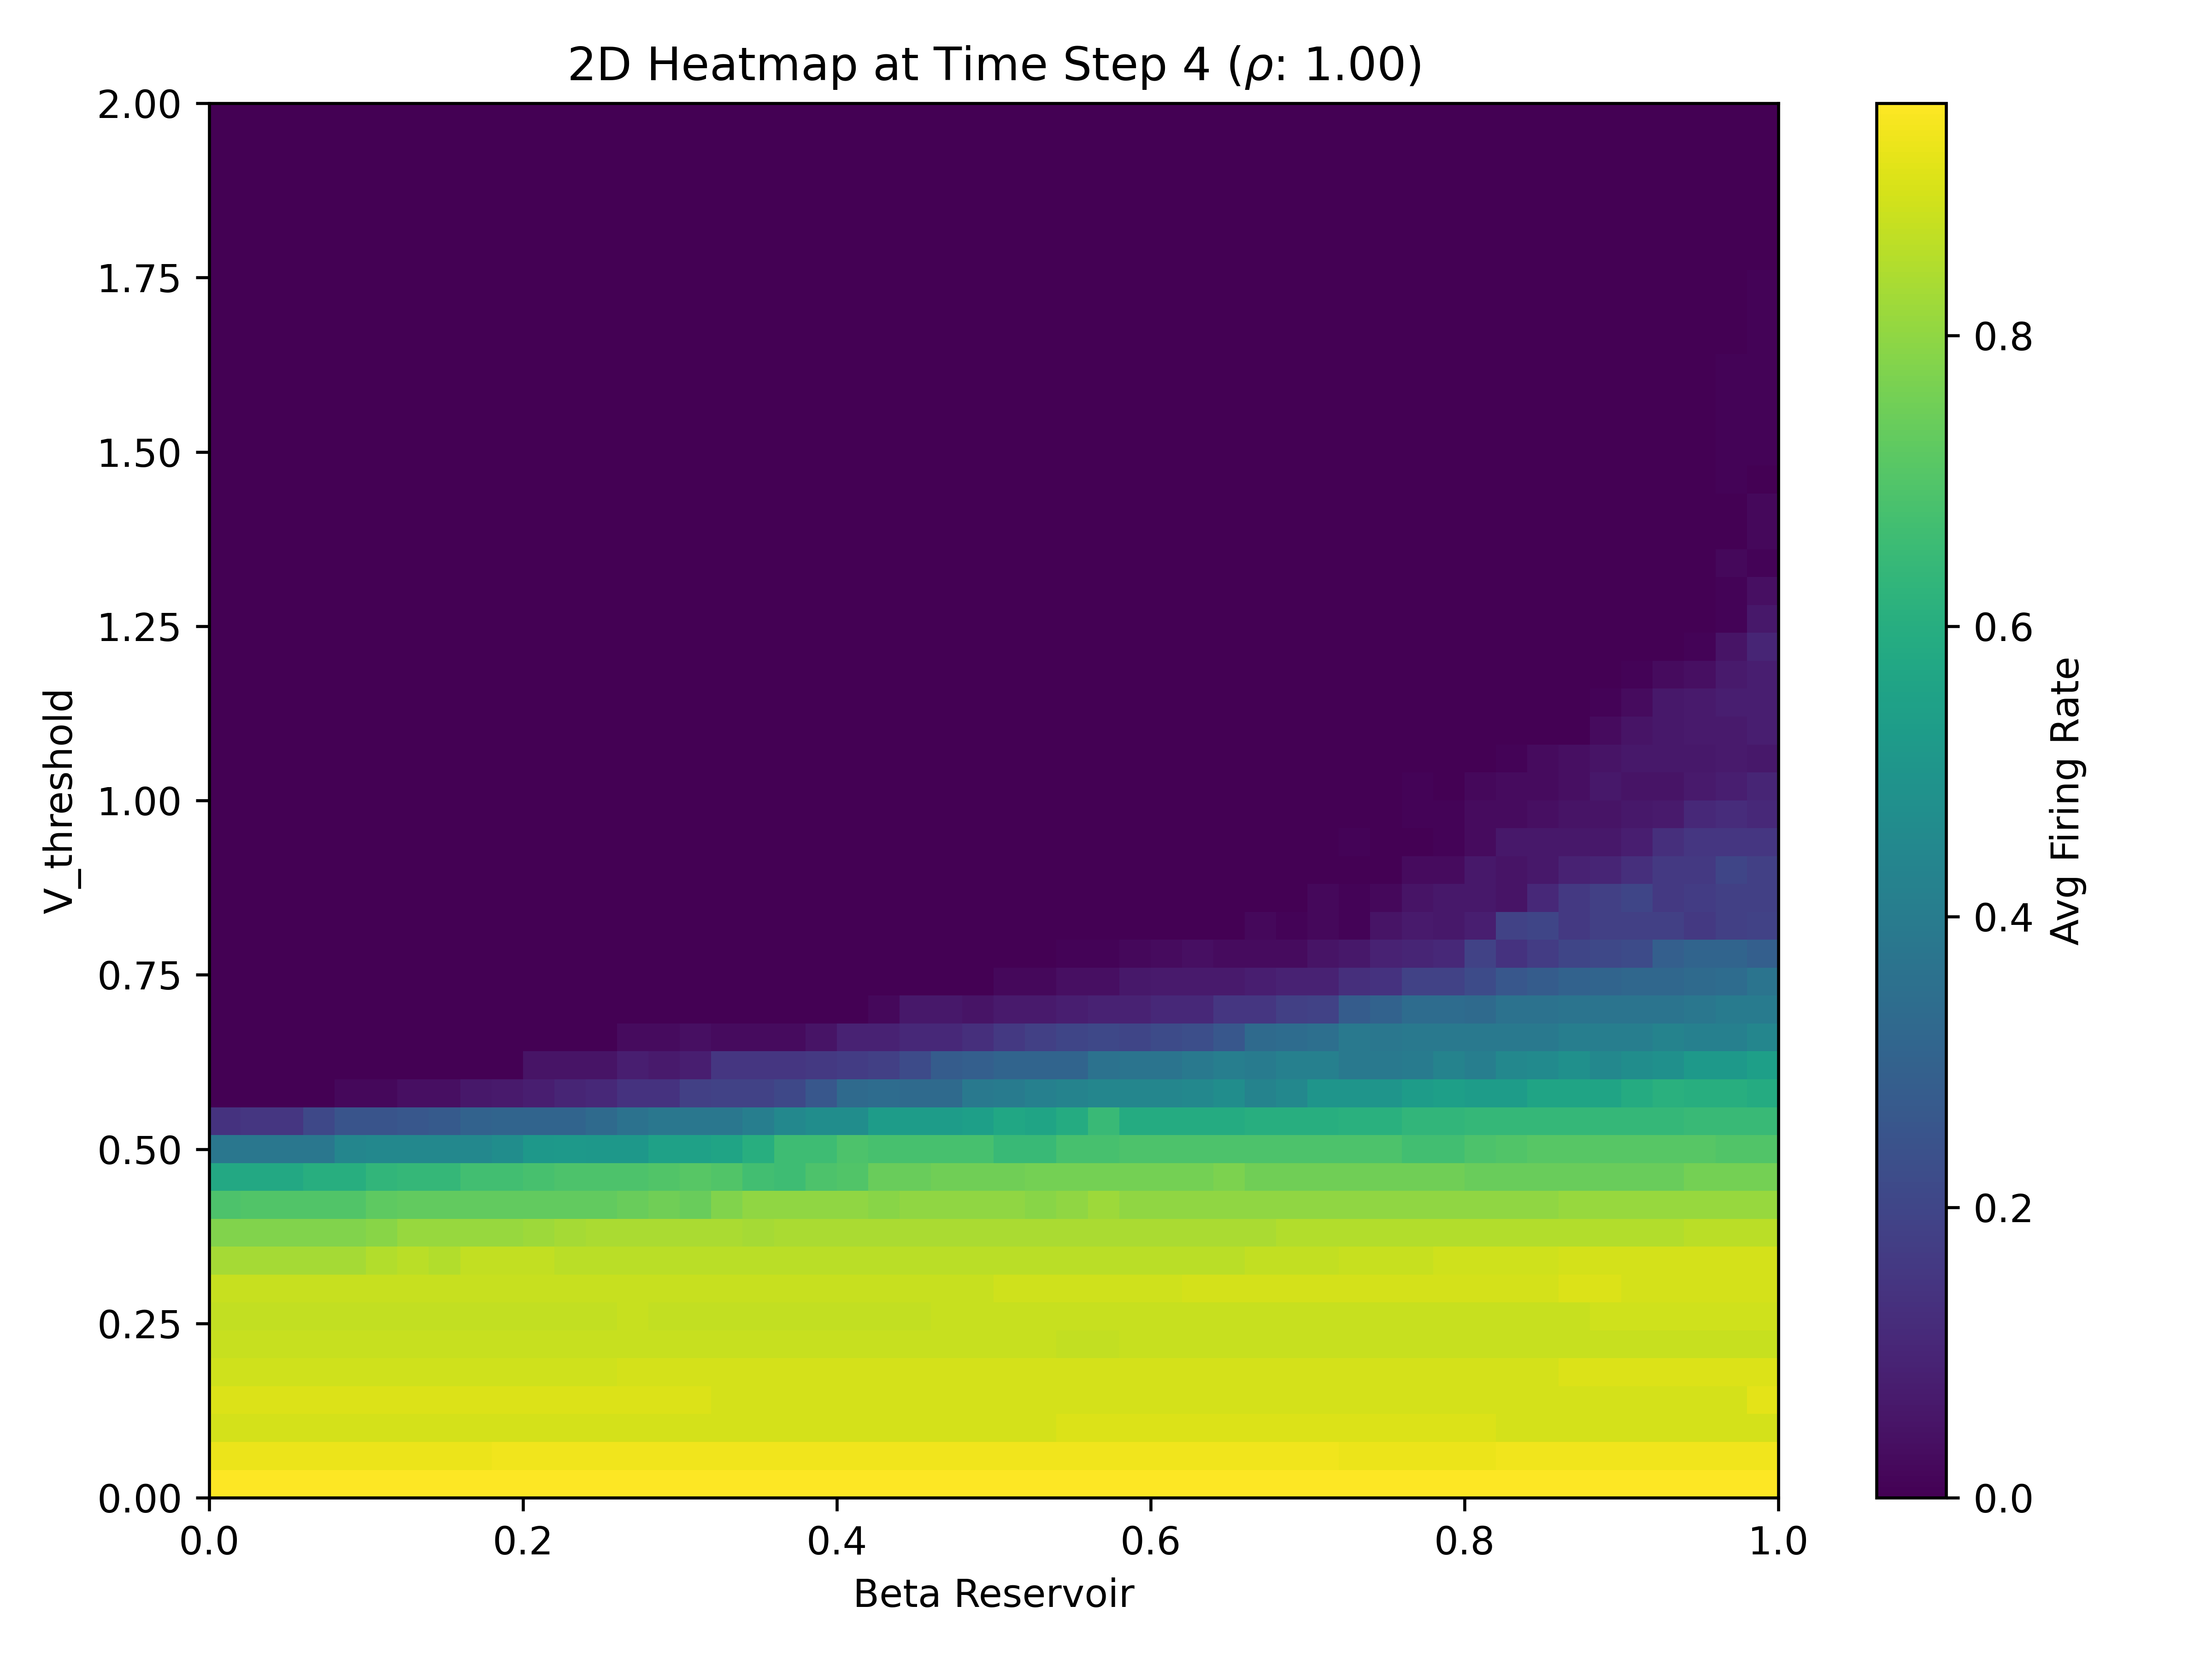 2D Heatmap at Time Step 4 (ρ: 1.00)
2.00
1.75
1.50
1.25
1.00
0.75
0.50
0.25
0.00
V_threshold
0.0 0.2 0.4 0.6 0.8 1.0
Beta Reservoir
0.8
0.6
0.4
0.2
0.0
Avg Firing Rate